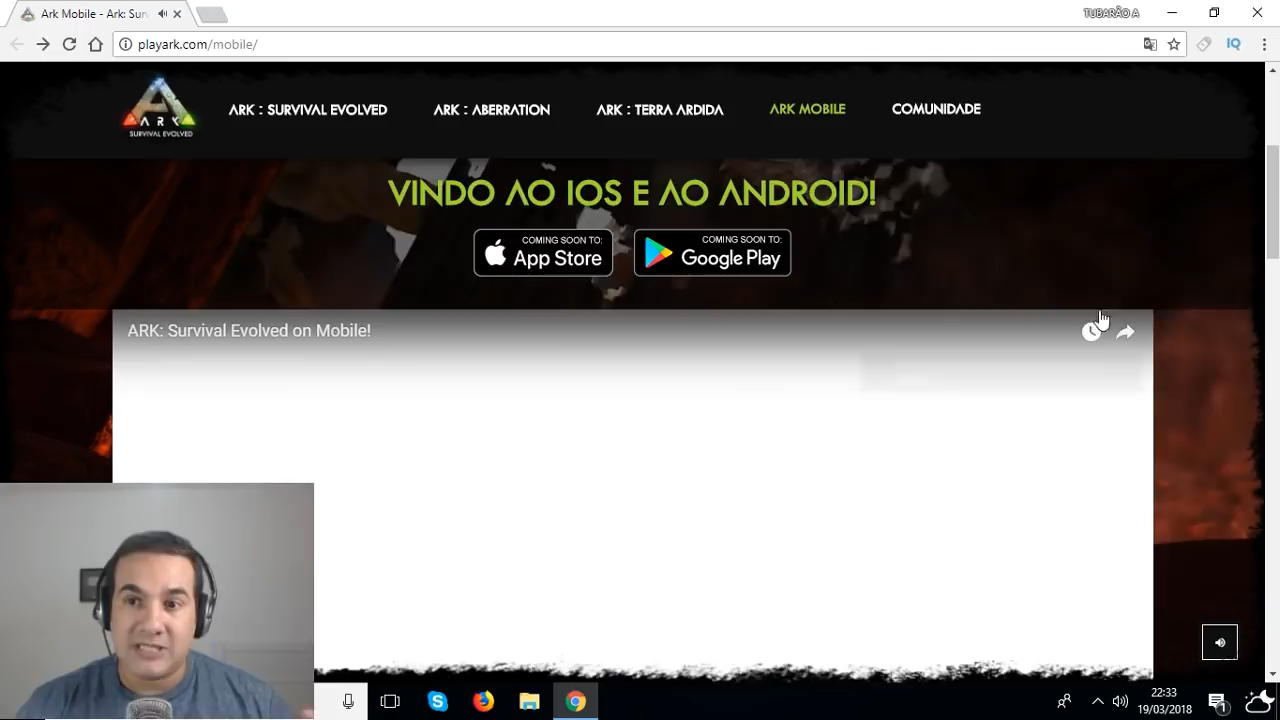 Ark Mobile - Ark: Sur
TUBARÃO A
playark.com/mobile/
IQ
ARK
SURVIVAL EVOLVED
ARK : SURVIVAL EVOLVED
ARK : ABERRATION
ARK : TERRA ARDIDA
ARK MOBILE
COMUNIDADE
VINDO AO IOS E AO ANDROID!
COMING SOON TO:
App Store
COMING SOON TO:
Google Play
ARK: Survival Evolved on Mobile!
22:33
19/03/2018
1